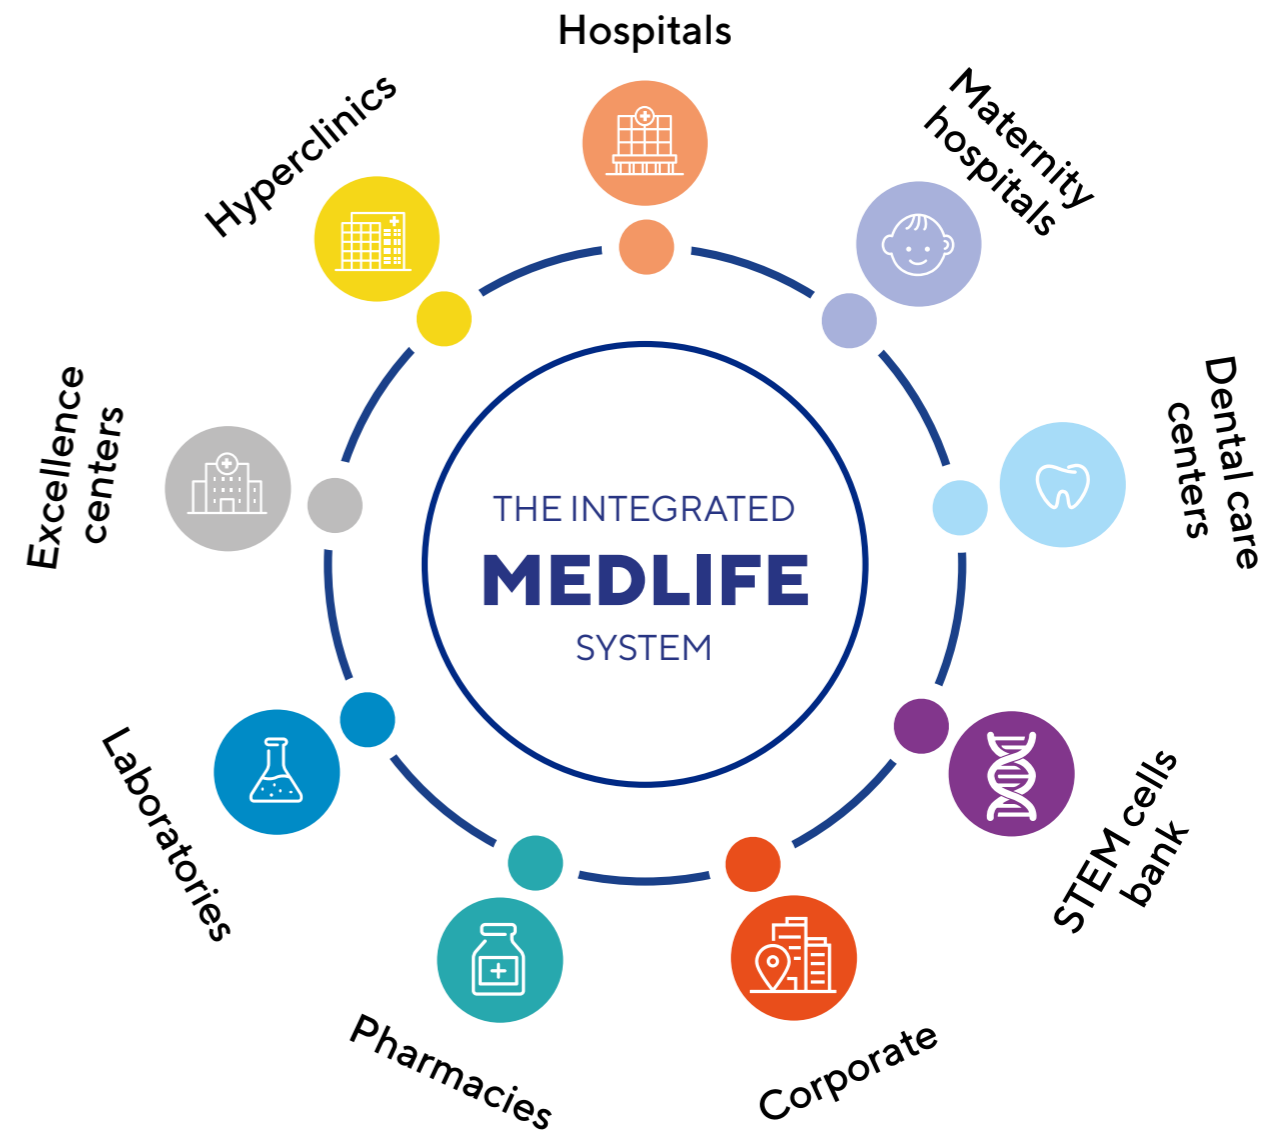 Hospitals
Maternity
hospitals
Dental care
centers
STEM cells
bank
Corporate
Pharmacies
Laboratories
Excellence
centers
Hyperclinics
THE INTEGRATED
MEDLIFE
SYSTEM